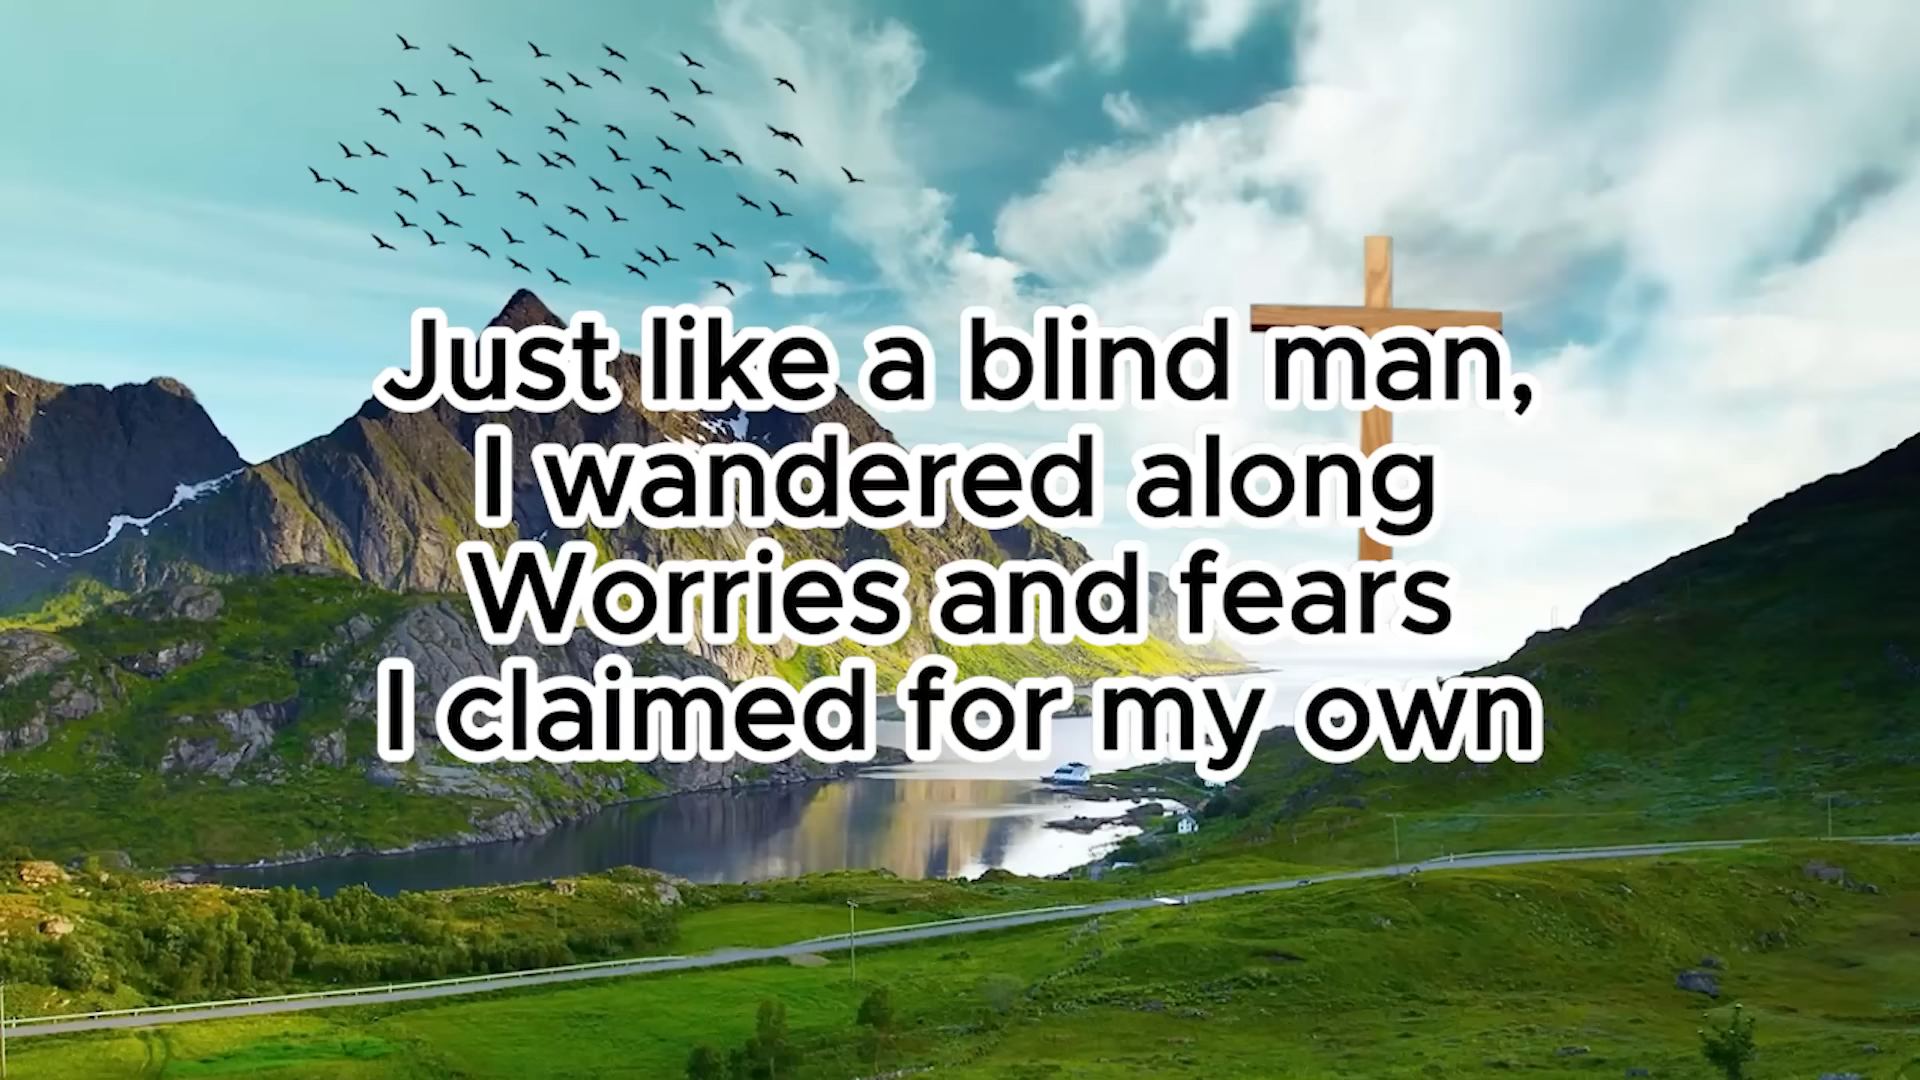 Just like a blind man,
I wandered along
Worries and fears
I claimed for my own